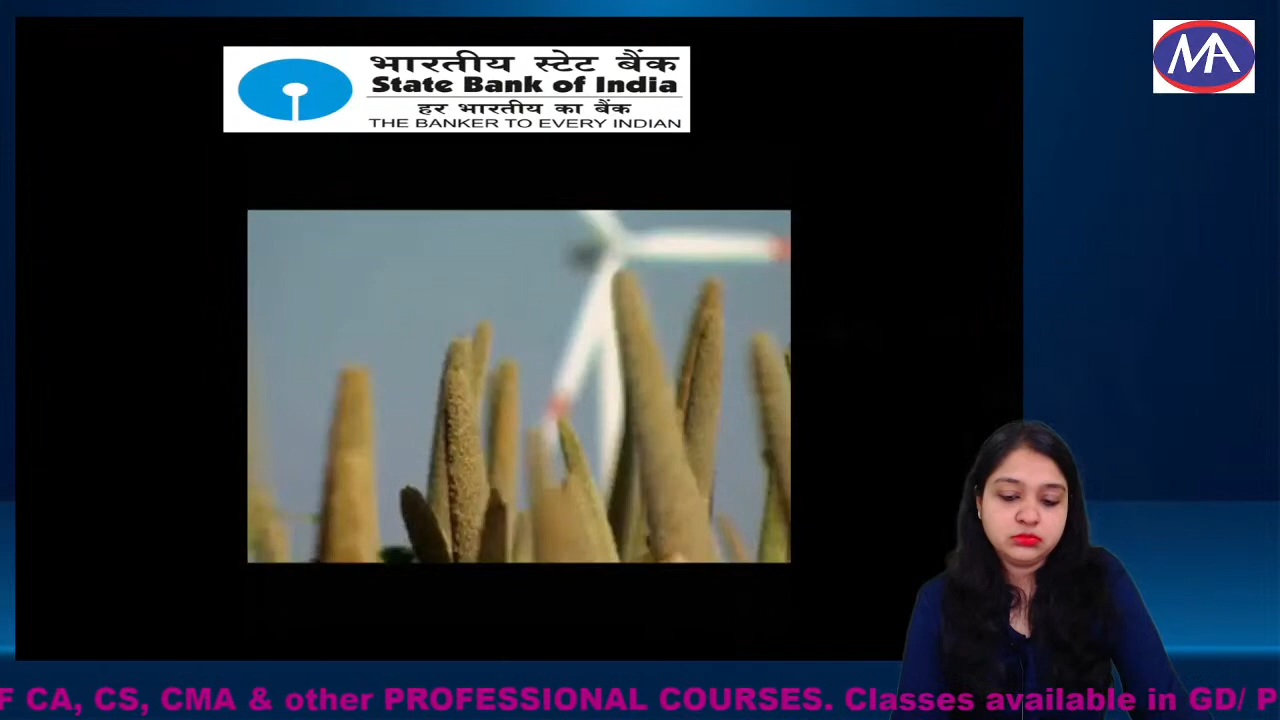 भारतीय स्टेट बैंक
State Bank of India
हर भारतीय का बैंक
THE BANKER TO EVERY INDIAN
MA
F CA, CS, CMA & other PROFESSIONAL COURSES. Classes available in GD/ P